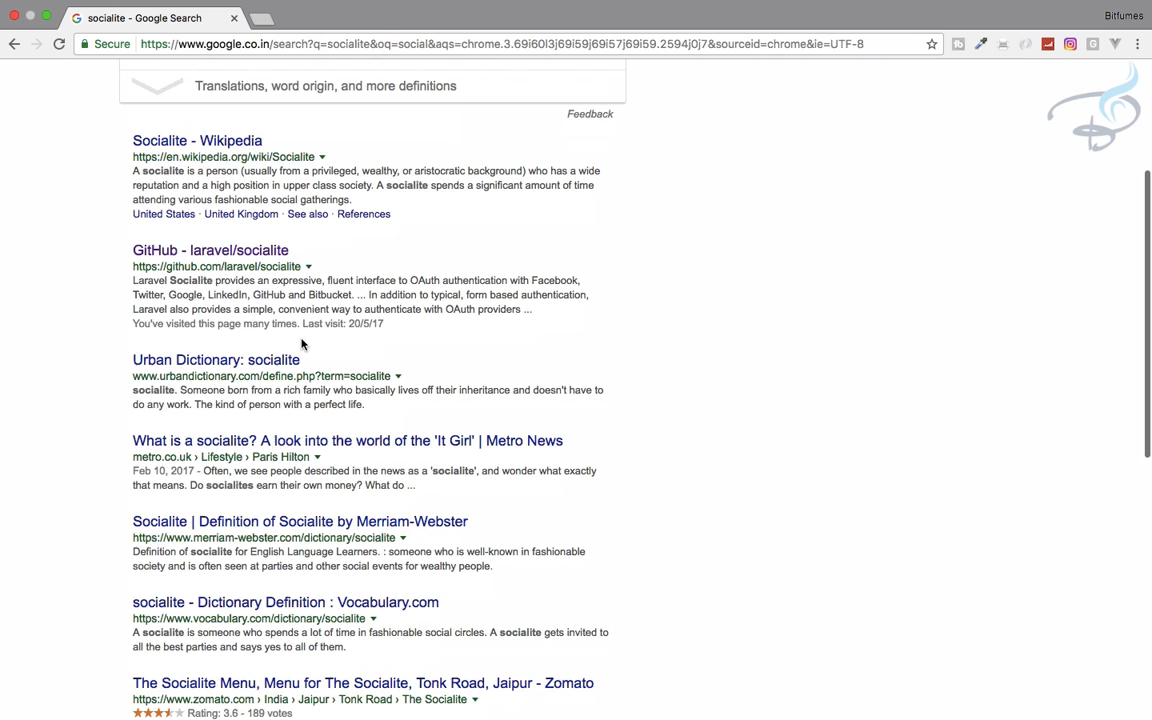 socialite - Google Search
Bitfumes
Secure https://www.google.co.in/search?q=socialite&oq=social&aqs=chrome.3.69i60l3j69i59j69i57j69i59.2594j0j7&sourceid=chrome&ie=UTF-8
Translations, word origin, and more definitions
Feedback
Socialite - Wikipedia
https://en.wikipedia.org/wiki/Socialite
A socialite is a person (usually from a privileged, wealthy, or aristocratic background) who has a wide
reputation and a high position in upper class society. A socialite spends a significant amount of time
attending various fashionable social gatherings.
United States · United Kingdom · See also · References
GitHub - laravel/socialite
https://github.com/laravel/socialite
Laravel Socialite provides an expressive, fluent interface to OAuth authentication with Facebook,
Twitter, Google, LinkedIn, GitHub and Bitbucket. ... In addition to typical, form based authentication,
Laravel also provides a simple, convenient way to authenticate with OAuth providers ...
You've visited this page many times. Last visit: 20/5/17
Urban Dictionary: socialite
www.urbandictionary.com/define.php?term=socialite
socialite. Someone born from a rich family who basically lives off their inheritance and doesn't have to
do any work. The kind of person with a perfect life.
What is a socialite? A look into the world of the 'It Girl' | Metro News
metro.co.uk › Lifestyle › Paris Hilton
Feb 10, 2017 - Often, we see people described in the news as a 'socialite', and wonder what exactly
that means. Do socialites earn their own money? What do ...
Socialite | Definition of Socialite by Merriam-Webster
https://www.merriam-webster.com/dictionary/socialite
Definition of socialite for English Language Learners. : someone who is well-known in fashionable
society and is often seen at parties and other social events for wealthy people.
socialite - Dictionary Definition : Vocabulary.com
https://www.vocabulary.com/dictionary/socialite
A socialite is someone who spends a lot of time in fashionable social circles. A socialite gets invited to
all the best parties and says yes to all of them.
The Socialite Menu, Menu for The Socialite, Tonk Road, Jaipur - Zomato
https://www.zomato.com › India › Jaipur › Tonk Road › The Socialite
Rating: 3.6 - 189 votes